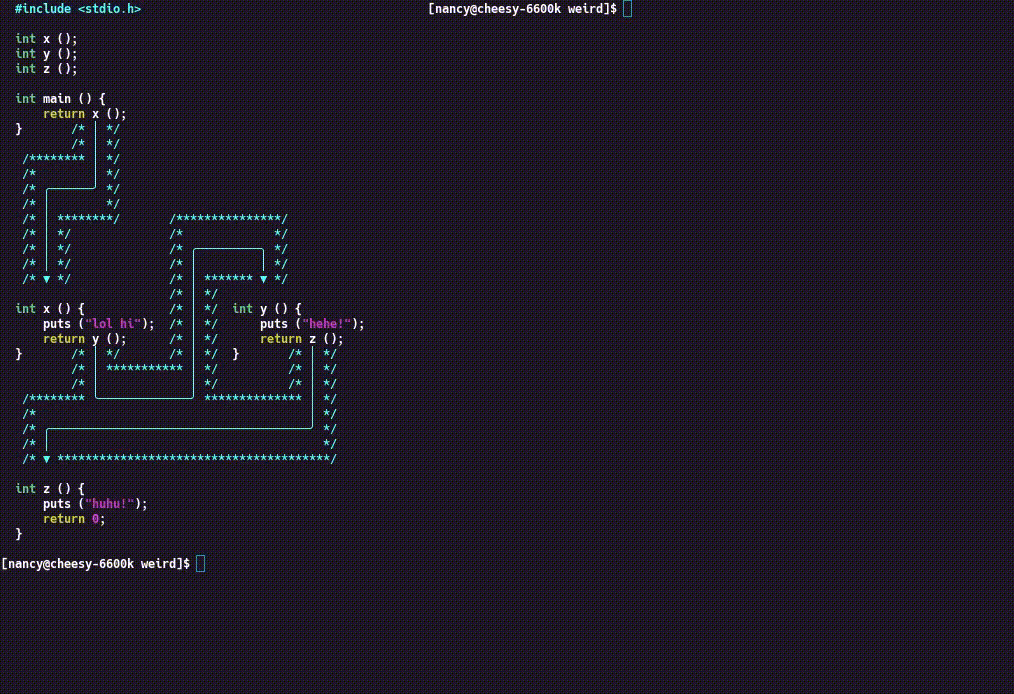 #include <stdio.h>                                         [nancy@cheesy-6600k weird]$

  int x ();
  int y ();
  int z ();

  int main () {
      return x ();
  }       /* │ */
          /* │ */
   /******** │ */
   /*        │ */
   /* ┌──────┘ */
   /* │        */
   /* │ ********/       /***************/
   /* │ */              /*             */
   /* │ */              /* ┌─────────┐ */
   /* │ */              /* │         │ */
   /* ▼ */              /* │ ******* ▼ */
                        /* │ */
  int x () {            /* │ */  int y () {
      puts ("lol hi");  /* │ */      puts ("hehe!");
      return y ();      /* │ */      return z ();
  }       /* │ */       /* │ */  }       /* │ */
          /* │ *********** │ */          /* │ */
          /* │             │ */          /* │ */
   /******** └─────────────┘ ************** │ */
   /*                                       │ */
   /* ┌─────────────────────────────────────┘ */
   /* │                                       */
   /* ▼ ***************************************/

  int z () {
      puts ("huhu!");
      return 0;
  }

[nancy@cheesy-6600k weird]$